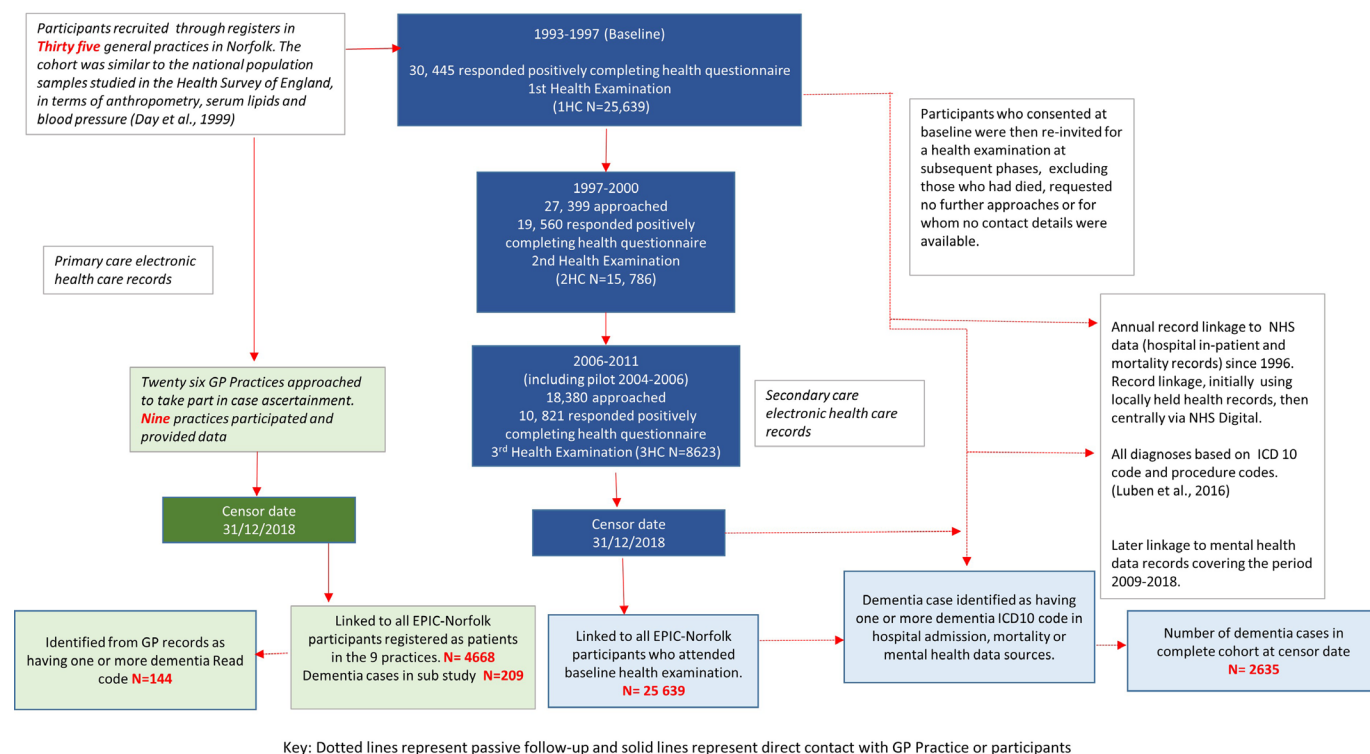 Participants recruited through registers in
Thirty five general practices in Norfolk. The
cohort was similar to the national population
samples studied in the Health Survey of England,
in terms of anthropometry, serum lipids and
blood pressure (Day et al., 1999)
1993-1997 (Baseline)
30, 445 responded positively completing health questionnaire
1st Health Examination
(1HC N=25,639)
Participants who consented at
baseline were then re-invited for
a health examination at
subsequent phases, excluding
those who had died, requested
no further approaches or for
whom no contact details were
available.
1997-2000
27, 399 approached
19, 560 responded positively
completing health questionnaire
2nd Health Examination
(2HC N=15, 786)
Primary care electronic
health care records
Annual record linkage to NHS
data (hospital in-patient and
mortality records) since 1996.
Record linkage, initially using
locally held health records, then
centrally via NHS Digital.
All diagnoses based on ICD 10
code and procedure codes.
(Luben et al., 2016)
Later linkage to mental health
data records covering the period
2009-2018.
2006-2011
(including pilot 2004-2006)
18,380 approached
10, 821 responded positively
completing health questionnaire
3rd Health Examination (3HC N=8623)
Twenty six GP Practices approached
to take part in case ascertainment.
Nine practices participated and
provided data
Secondary care
electronic health care
records
Censor date
31/12/2018
Censor date
31/12/2018
Identified from GP records as
having one or more dementia Read
code N=144
Linked to all EPIC-Norfolk
participants registered as patients
in the 9 practices. N= 4668
Dementia cases in sub study N=209
Linked to all EPIC-Norfolk
participants who attended
baseline health examination.
N= 25 639
Dementia case identified as having
one or more dementia ICD10 code in
hospital admission, mortality or
mental health data sources.
Number of dementia cases in
complete cohort at censor date
N= 2635
Key: Dotted lines represent passive follow-up and solid lines represent direct contact with GP Practice or participants